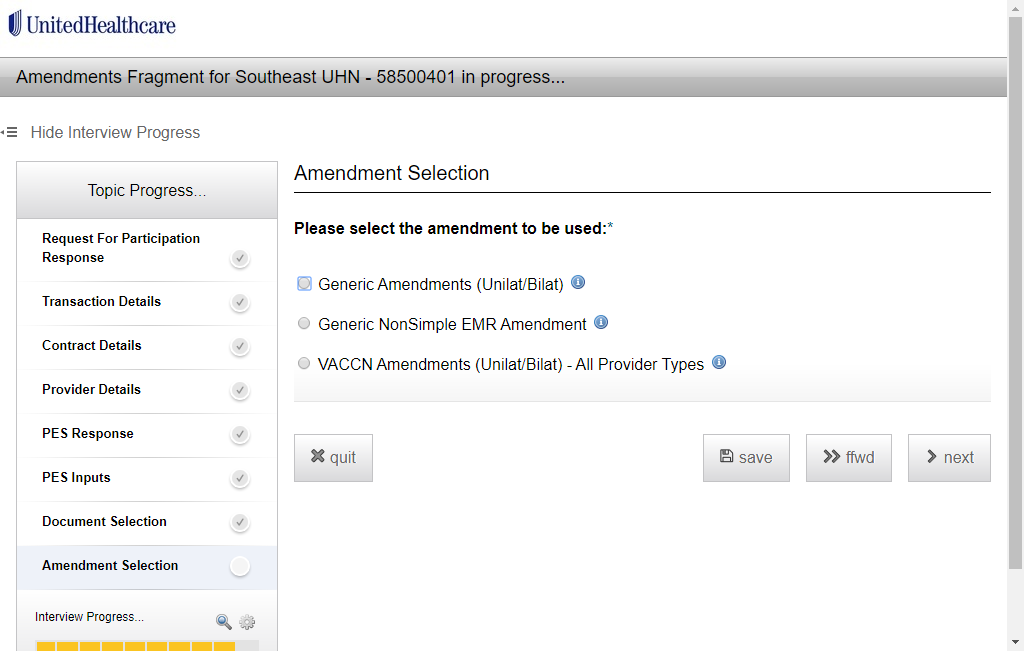 UnitedHealthcare
Amendments Fragment for Southeast UHN - 58500401 in progress...
Hide Interview Progress
Topic Progress...
Request For Participation
Response
Transaction Details
Contract Details
Provider Details
PES Response
PES Inputs
Document Selection
Amendment Selection
Interview Progress...
Amendment Selection
Please select the amendment to be used:*
Generic Amendments (Unilat/Bilat)
Generic NonSimple EMR Amendment
VACCN Amendments (Unilat/Bilat) - All Provider Types
quit
save
ffwd
next